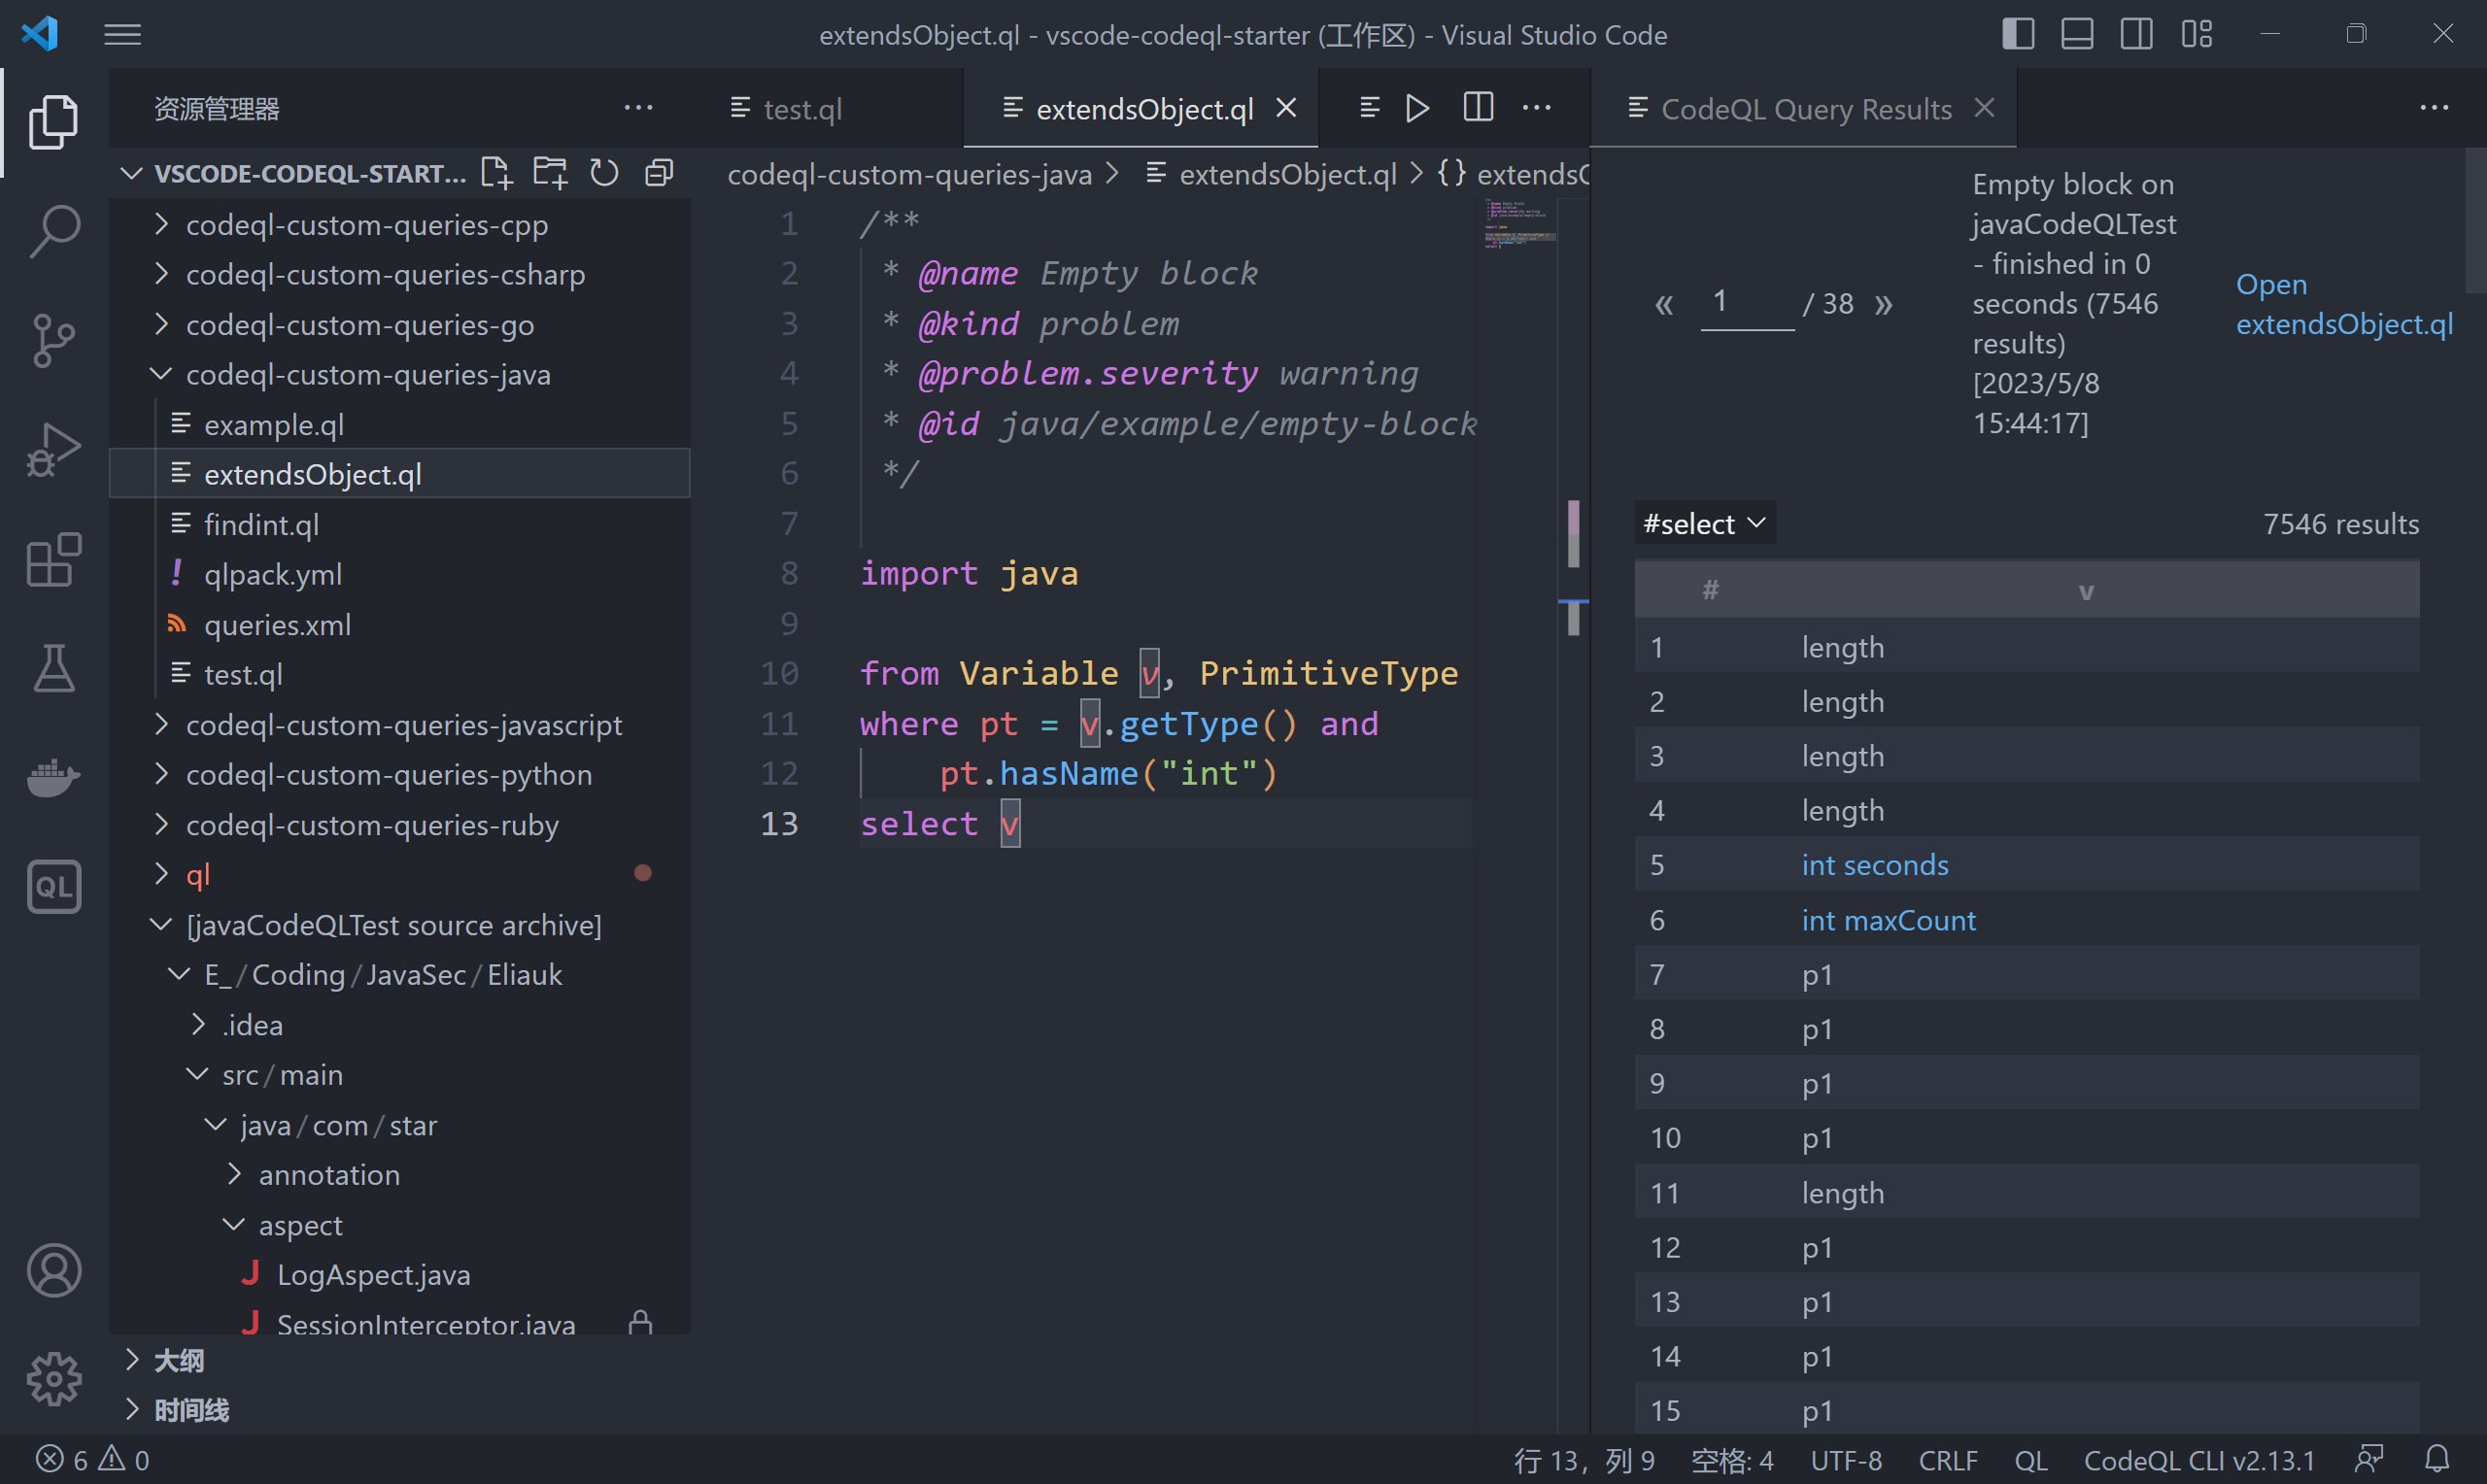 extendsObject.ql - vscode-codeql-starter (工作区) - Visual Studio Code
资源管理器
VSCODE-CODEQL-START...
codeql-custom-queries-cpp
codeql-custom-queries-csharp
codeql-custom-queries-go
codeql-custom-queries-java
example.ql
extendsObject.ql
findint.ql
! qlpack.yml
queries.xml
test.ql
codeql-custom-queries-javascript
codeql-custom-queries-python
codeql-custom-queries-ruby
ql
[javaCodeQLTest source archive]
E_/Coding/JavaSec/Eliauk
.idea
src/main
java/com/star
annotation
aspect
J LogAspect.java
J SessionInterceptor.java
大纲
时间线
QL
test.ql
extendsObject.ql
codeql-custom-queries-java > extendsObject.ql > {} extends
1 /**
2 * @name Empty block
3 * @kind problem
4 * @problem.severity warning
5 * @id java/example/empty-block
6 */
7
8 import java
9
10 from Variable v, PrimitiveType
11 where pt = v.getType() and
12 pt.hasName("int")
13 select v
CodeQL Query Results
« 1 / 38 »
Empty block on
javaCodeQLTest
- finished in 0
seconds (7546
results)
[2023/5/8
15:44:17]
Open
extendsObject.ql
#select
7546 results
# v
1 length
2 length
3 length
4 length
5 int seconds
6 int maxCount
7 p1
8 p1
9 p1
10 p1
11 length
12 p1
13 p1
14 p1
15 p1
6 0
行 13，列 9 空格: 4 UTF-8 CRLF QL CodeQL CLI v2.13.1